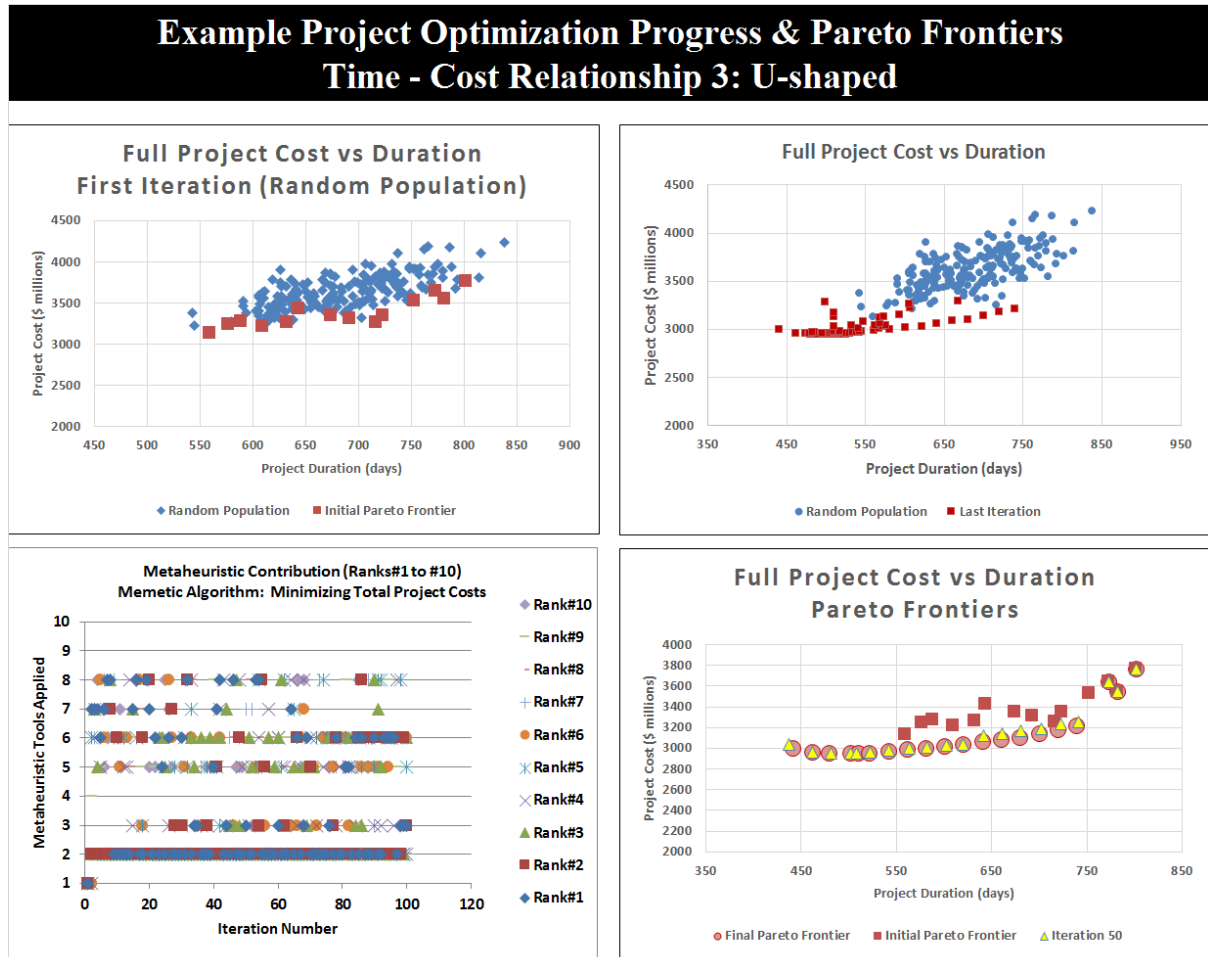 Example Project Optimization Progress & Pareto Frontiers
Time - Cost Relationship 3: U-shaped
Full Project Cost vs Duration
First Iteration (Random Population)
Project Cost ($ millions)
4500
4000
3500
3000
2500
2000
450 500 550 600 650 700 750 800 850 900
Project Duration (days)
Random Population Initial Pareto Frontier
Full Project Cost vs Duration
Project Cost ($ millions)
4500
4000
3500
3000
2500
2000
350 450 550 650 750 850 950
Project Duration (days)
Random Population Last Iteration
Metaheuristic Contribution (Ranks#1 to #10)
Memetic Algorithm: Minimizing Total Project Costs
Metaheuristic Tools Applied
10
9
8
7
6
5
4
3
2
1
0 20 40 60 80 100 120
Iteration Number
Rank#10
Rank#9
Rank#8
Rank#7
Rank#6
Rank#5
Rank#4
Rank#3
Rank#2
Rank#1
Full Project Cost vs Duration
Pareto Frontiers
Project Cost ($ millions)
4000
3800
3600
3400
3200
3000
2800
2600
2400
2200
2000
350 450 550 650 750 850
Project Duration (days)
Final Pareto Frontier Initial Pareto Frontier Iteration 50